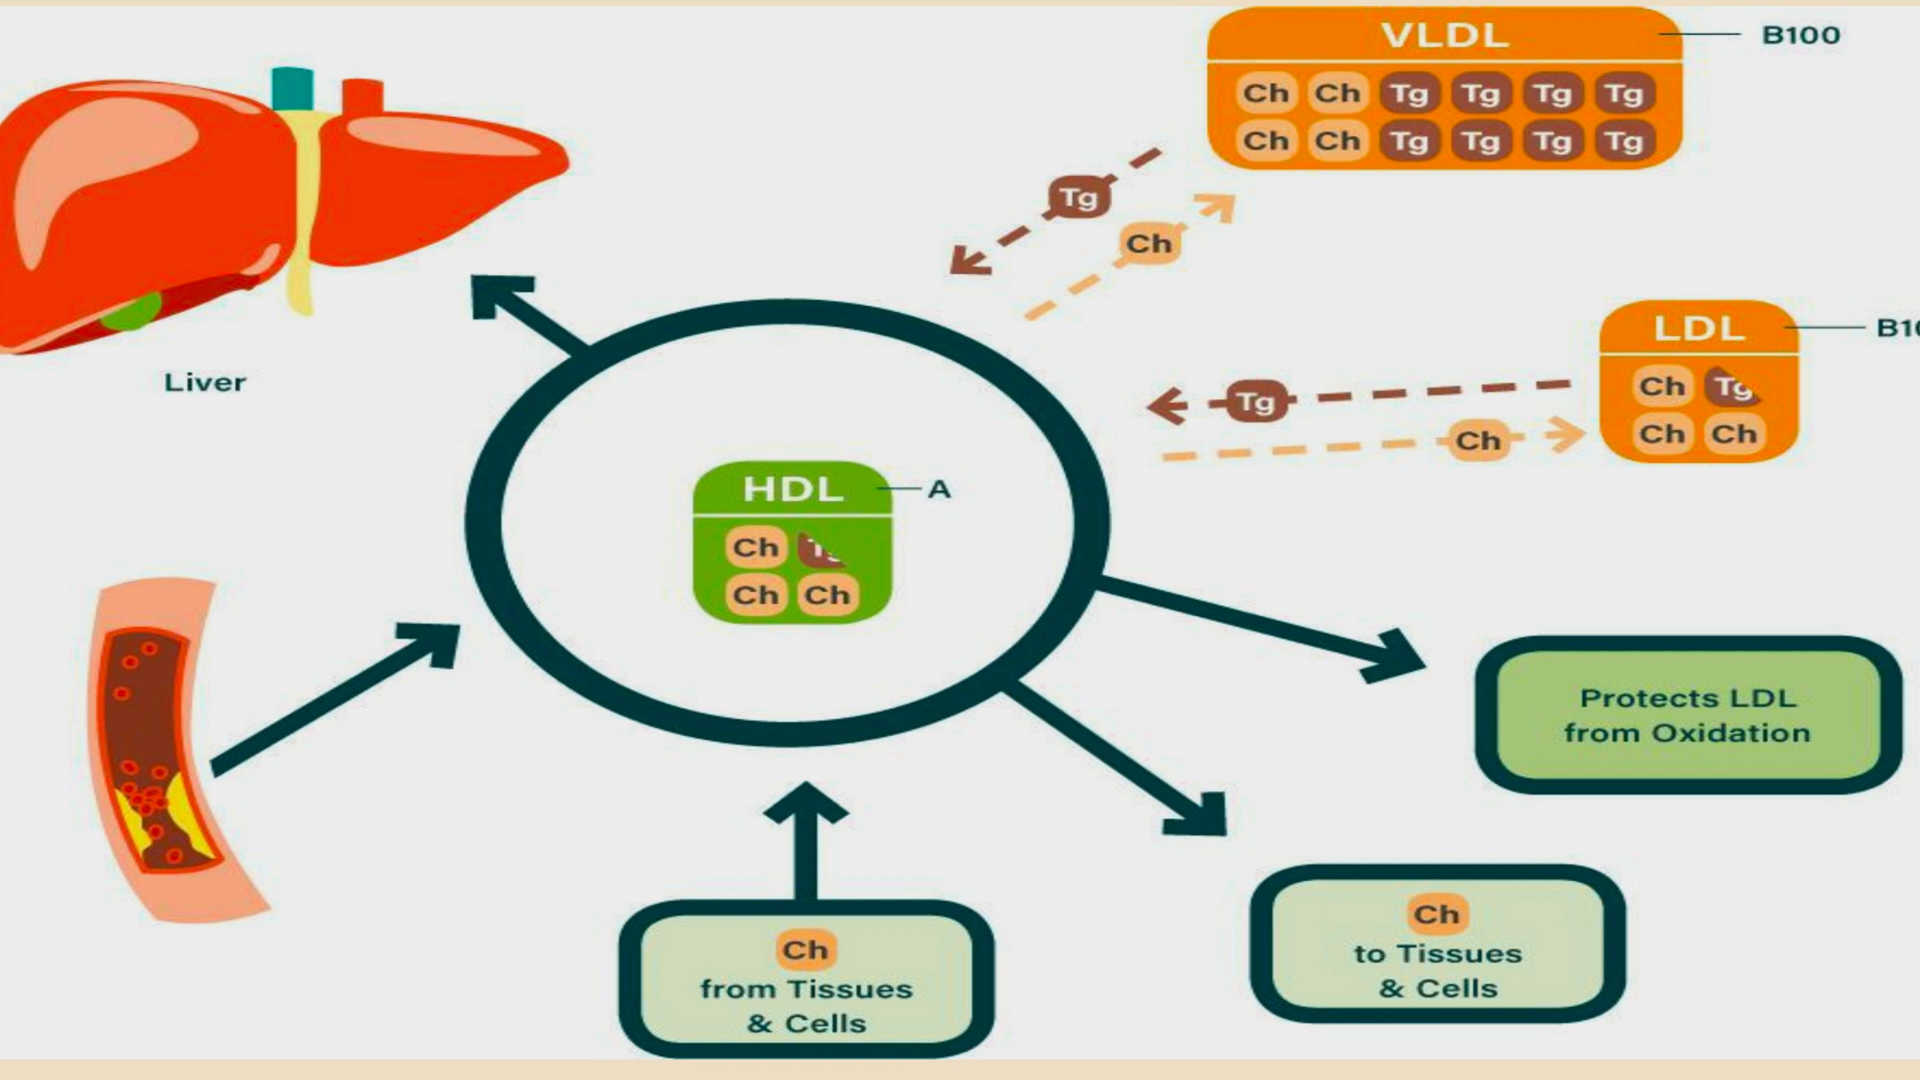 VLDL
B100
Ch Ch Tg Tg Tg Tg
Ch Ch Tg Tg Tg Tg
Tg
Ch
LDL
Ch Tg
Ch Ch
Tg
Ch
Liver
HDL
A
Ch
Ch Ch
Protects LDL
from Oxidation
Ch
to Tissues
& Cells
Ch
from Tissues
& Cells